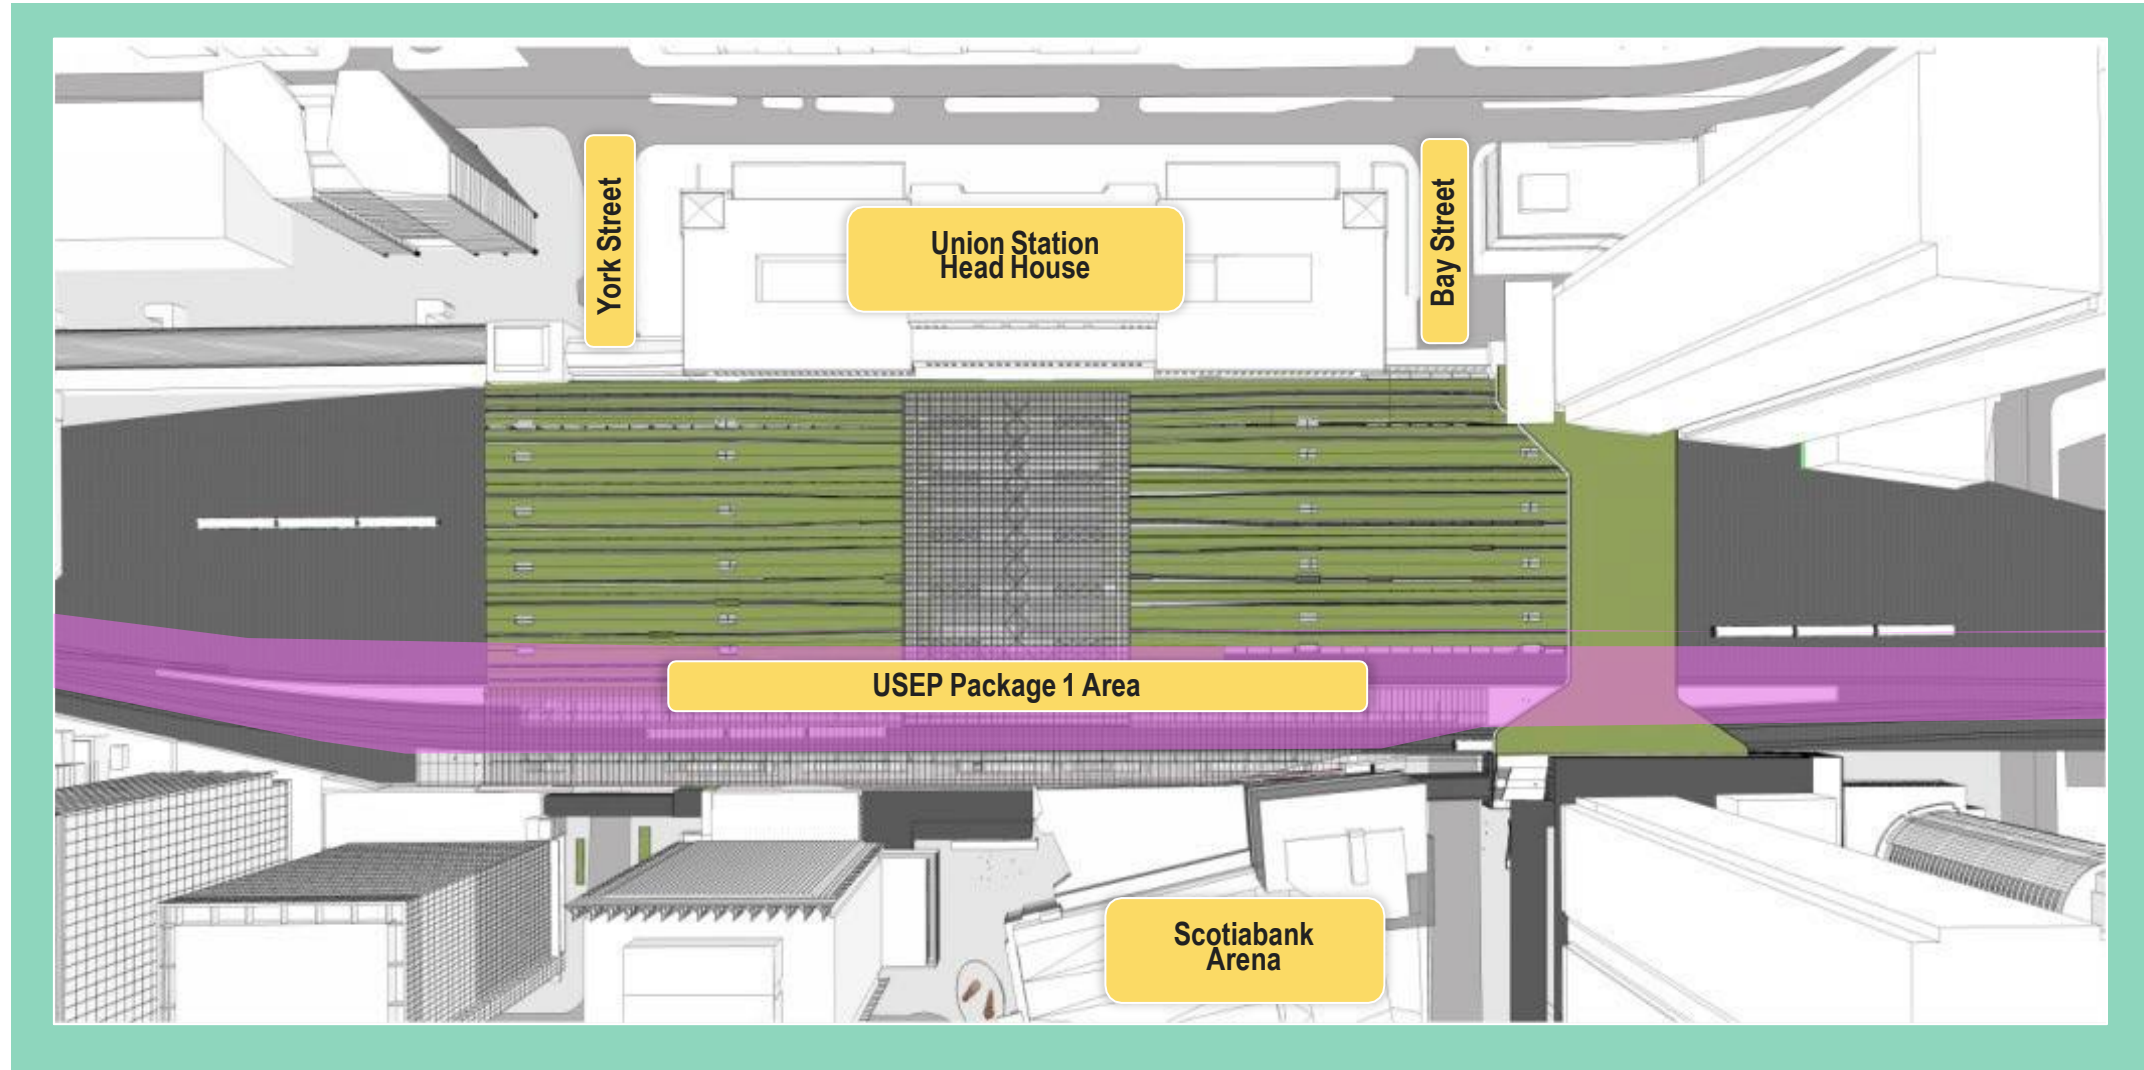 York Street
Union Station
Head House
Bay Street
USEP Package 1 Area
Scotiabank
Arena